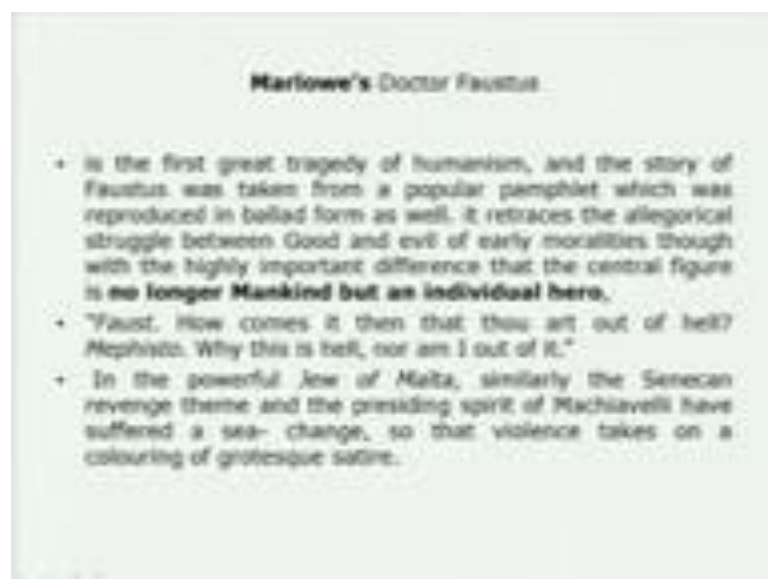 Marlowe's Doctor Faustus
• is the first great tragedy of humanism, and the story of
Faustus was taken from a popular pamphlet which was
reproduced in ballad form as well. It retraces the allegorical
struggle between Good and evil of early moralities though
with the highly important difference that the central figure
is no longer Mankind but an individual hero.
• "Faust. How comes it then that thou art out of hell?
Mephisto. Why this is hell, nor am I out of it."
• In the powerful Jew of Malta, similarly the Senecan
revenge theme and the presiding spirit of Machiavelli have
suffered a sea- change, so that violence takes on a
colouring of grotesque satire.